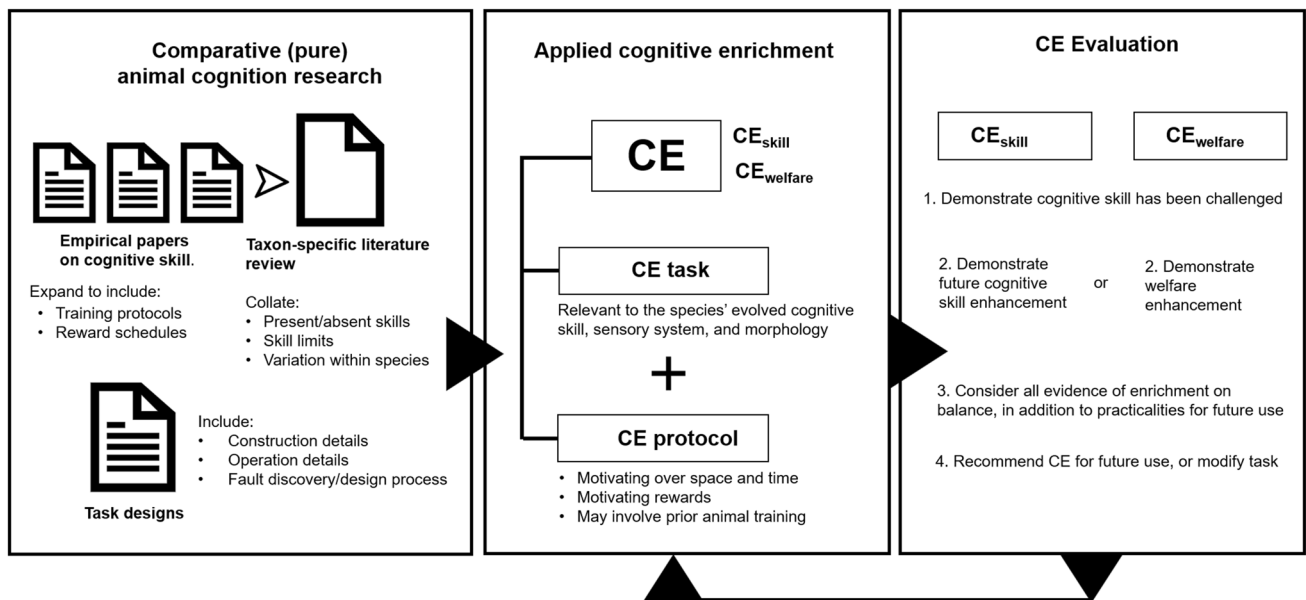 Comparative (pure)
animal cognition research
Empirical papers
on cognitive skill.
Taxon-specific literature
review
Expand to include:
• Training protocols
• Reward schedules
Collate:
• Present/absent skills
• Skill limits
• Variation within species
Include:
• Construction details
• Operation details
• Fault discovery/design process
Task designs
Applied cognitive enrichment
CE
CEskill
CEwelfare
CE task
Relevant to the species' evolved cognitive
skill, sensory system, and morphology
+
CE protocol
• Motivating over space and time
• Motivating rewards
• May involve prior animal training
CE Evaluation
CEskill
CEwelfare
1. Demonstrate cognitive skill has been challenged
2. Demonstrate
future cognitive
skill enhancement
or
2. Demonstrate
welfare
enhancement
3. Consider all evidence of enrichment on
balance, in addition to practicalities for future use
4. Recommend CE for future use, or modify task